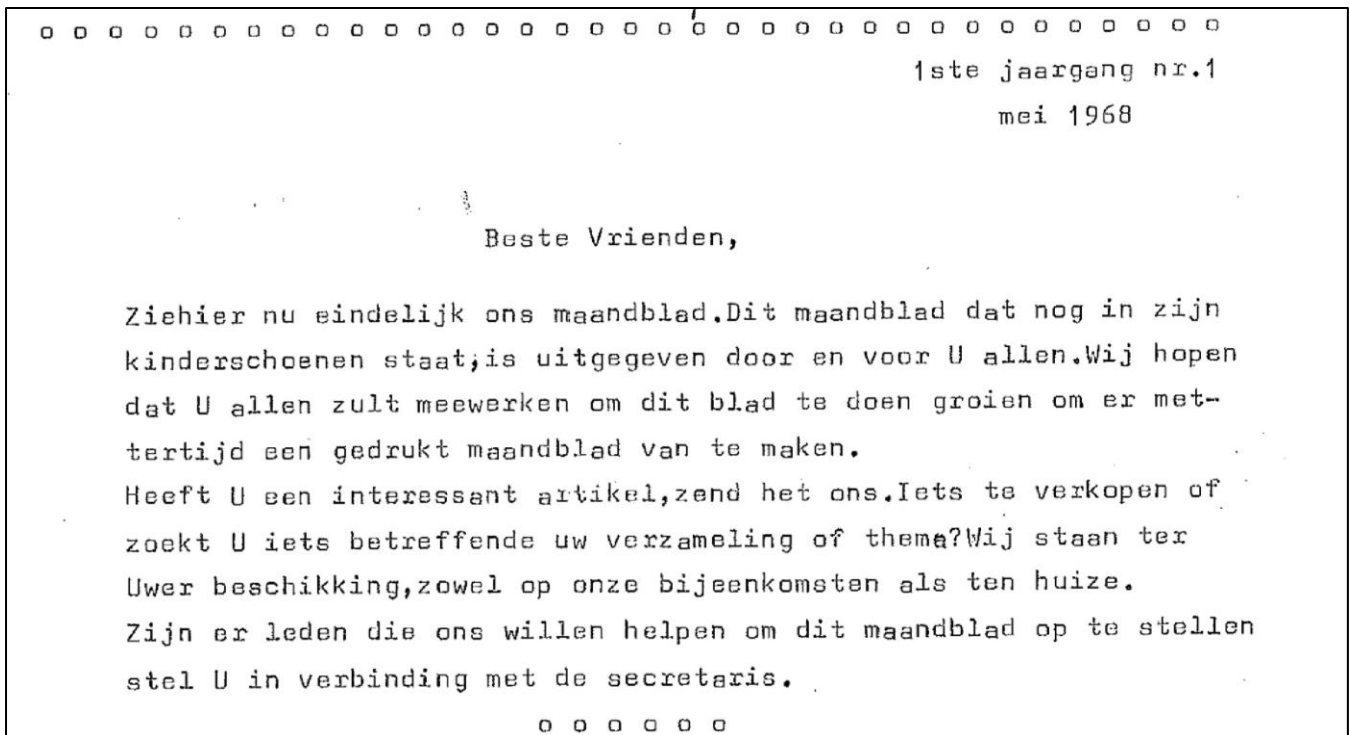 o o o o o o o o o o o o o o o o o o o o o o o o o o o o o o o o o o o
1ste jaargang nr.1
mei 1968
Beste Vrienden,
Ziehier nu eindelijk ons maandblad.Dit maandblad dat nog in zijn
kinderschoenen staat,is uitgegeven door en voor U allen.Wij hopen
dat U allen zult meewerken om dit blad te doen groien om er met-
tertijd een gedrukt maandblad van te maken.
Heeft U een interessant artikel,zend het ons.Iets te verkopen of
zoekt U iets betreffende uw verzameling of thema?Wij staan ter
Uwer beschikking,zowel op onze bijeenkomsten als ten huize.
Zijn er leden die ons willen helpen om dit maandblad op te stellen
stel U in verbinding met de secretaris.
o o o o o o